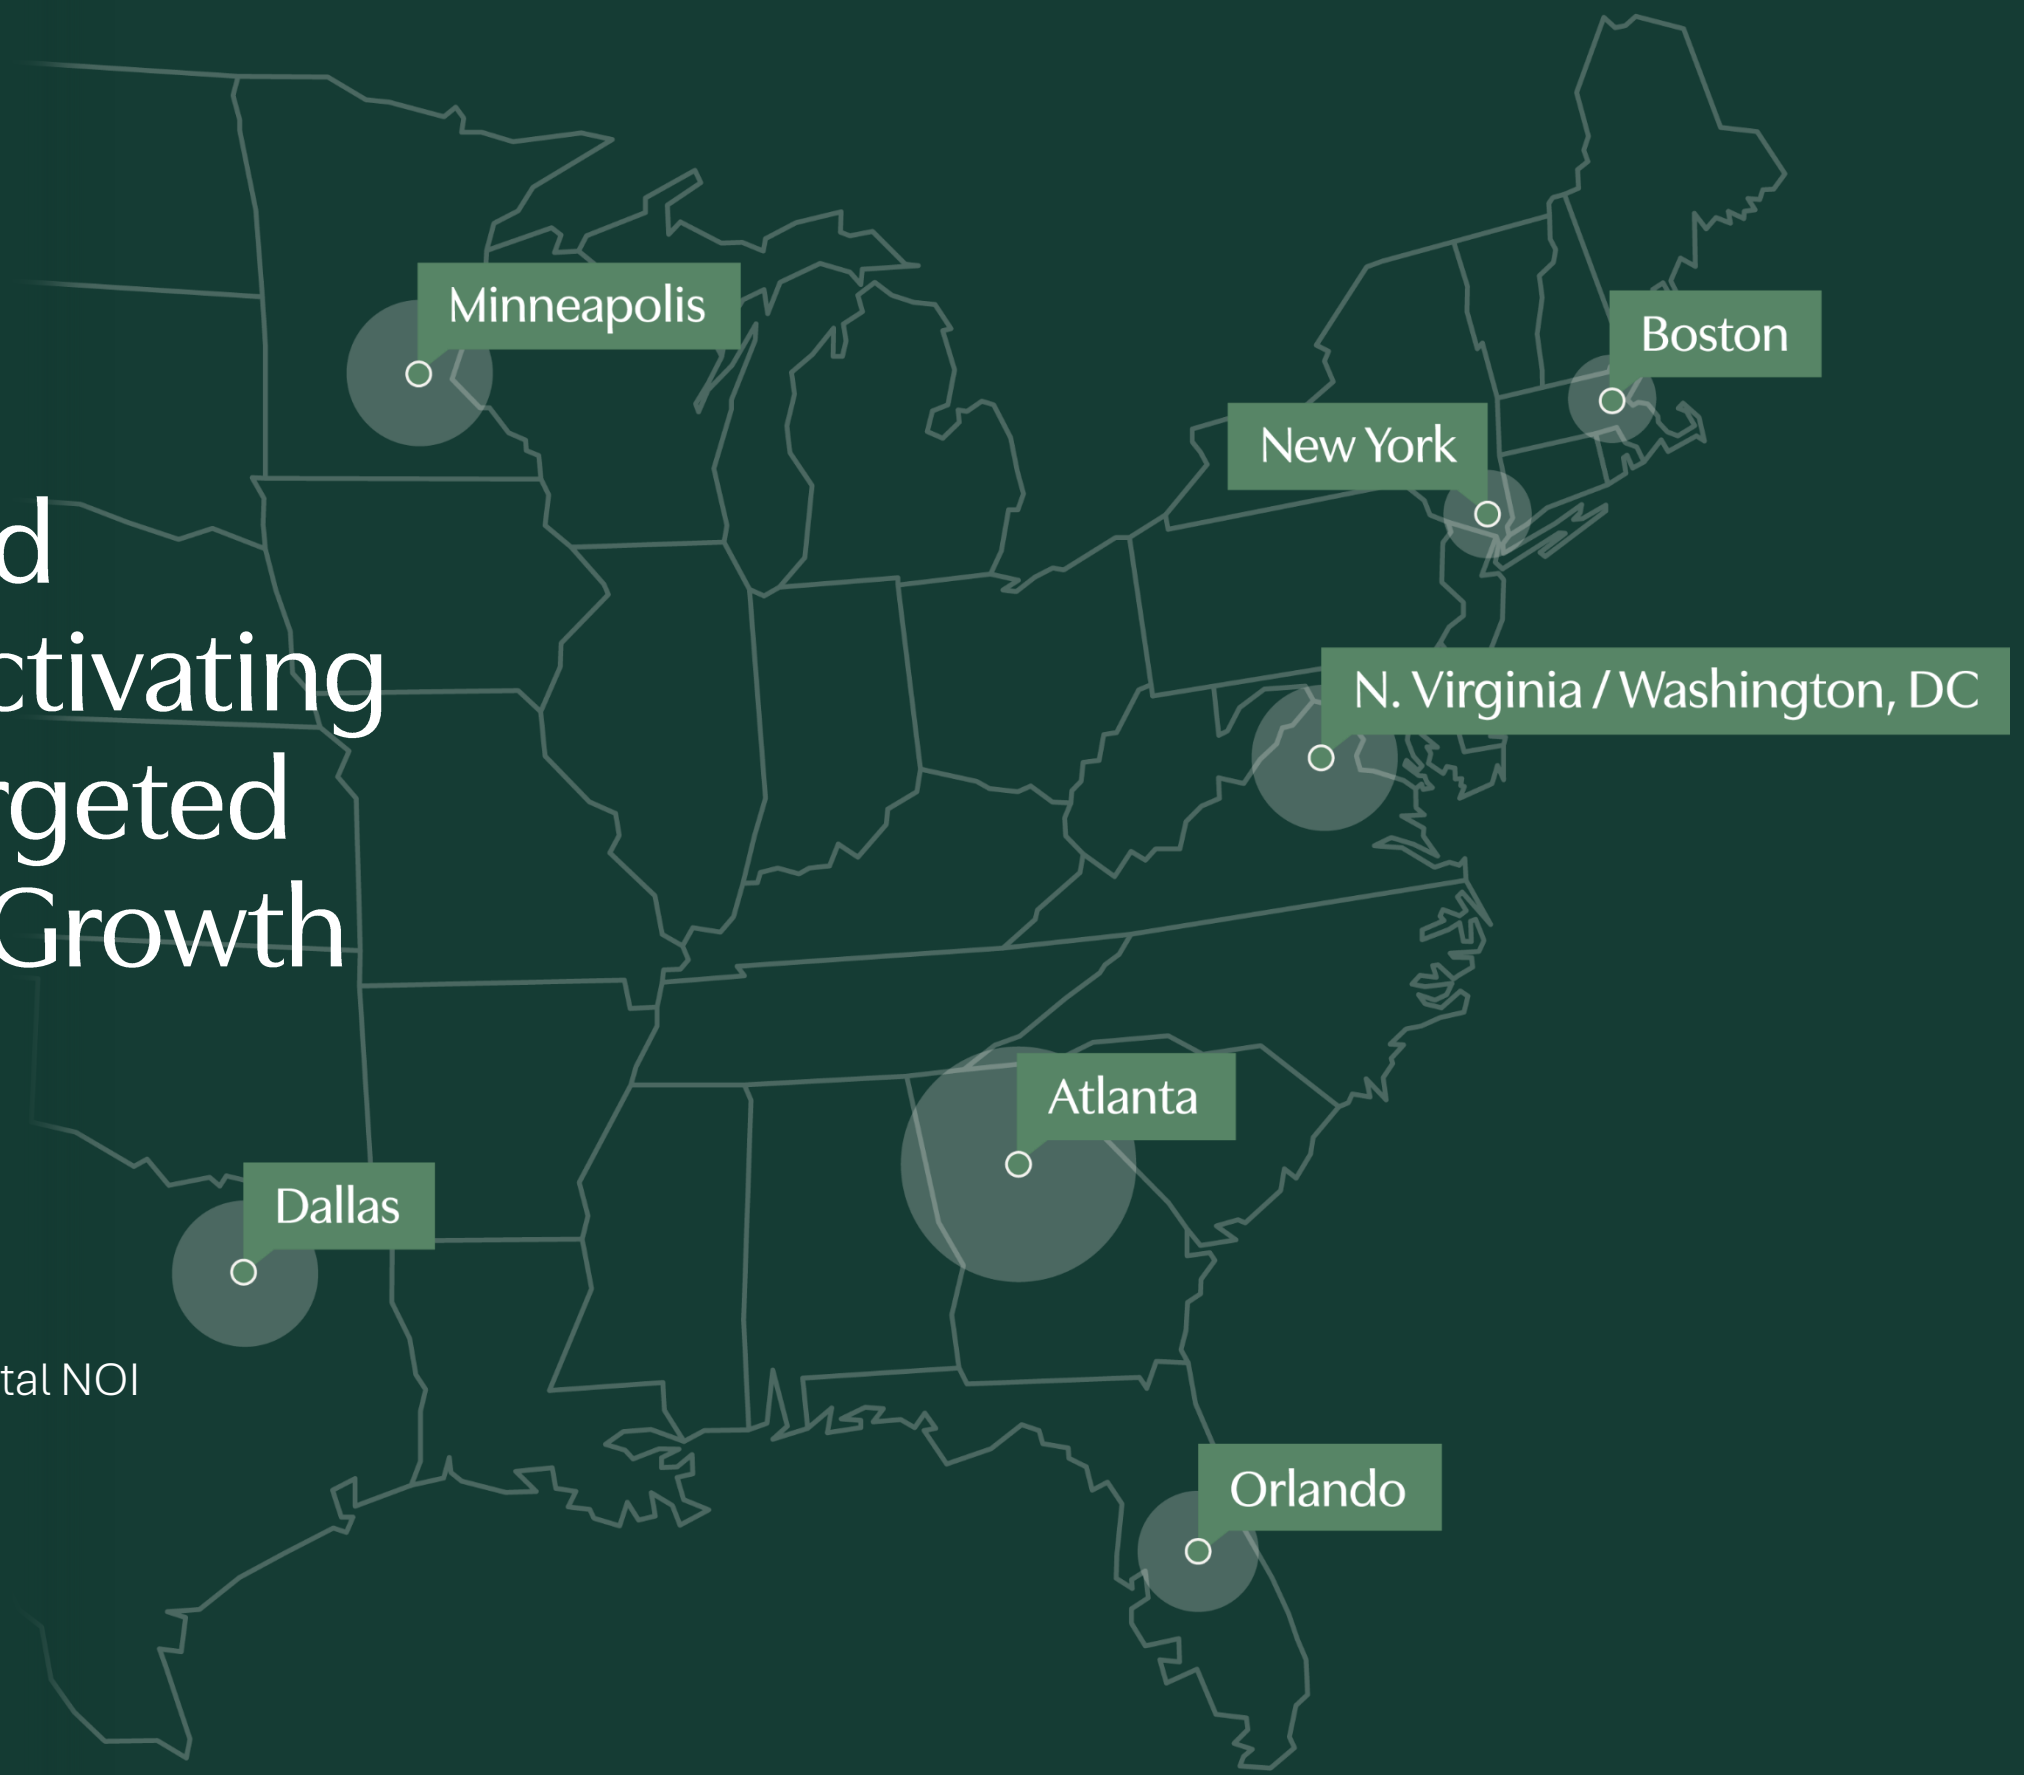 Minneapolis
Boston
New York
d
ctivating
N. Virginia / Washington, DC
rgeted
Growth
Atlanta
Dallas
tal NOI
Orlando